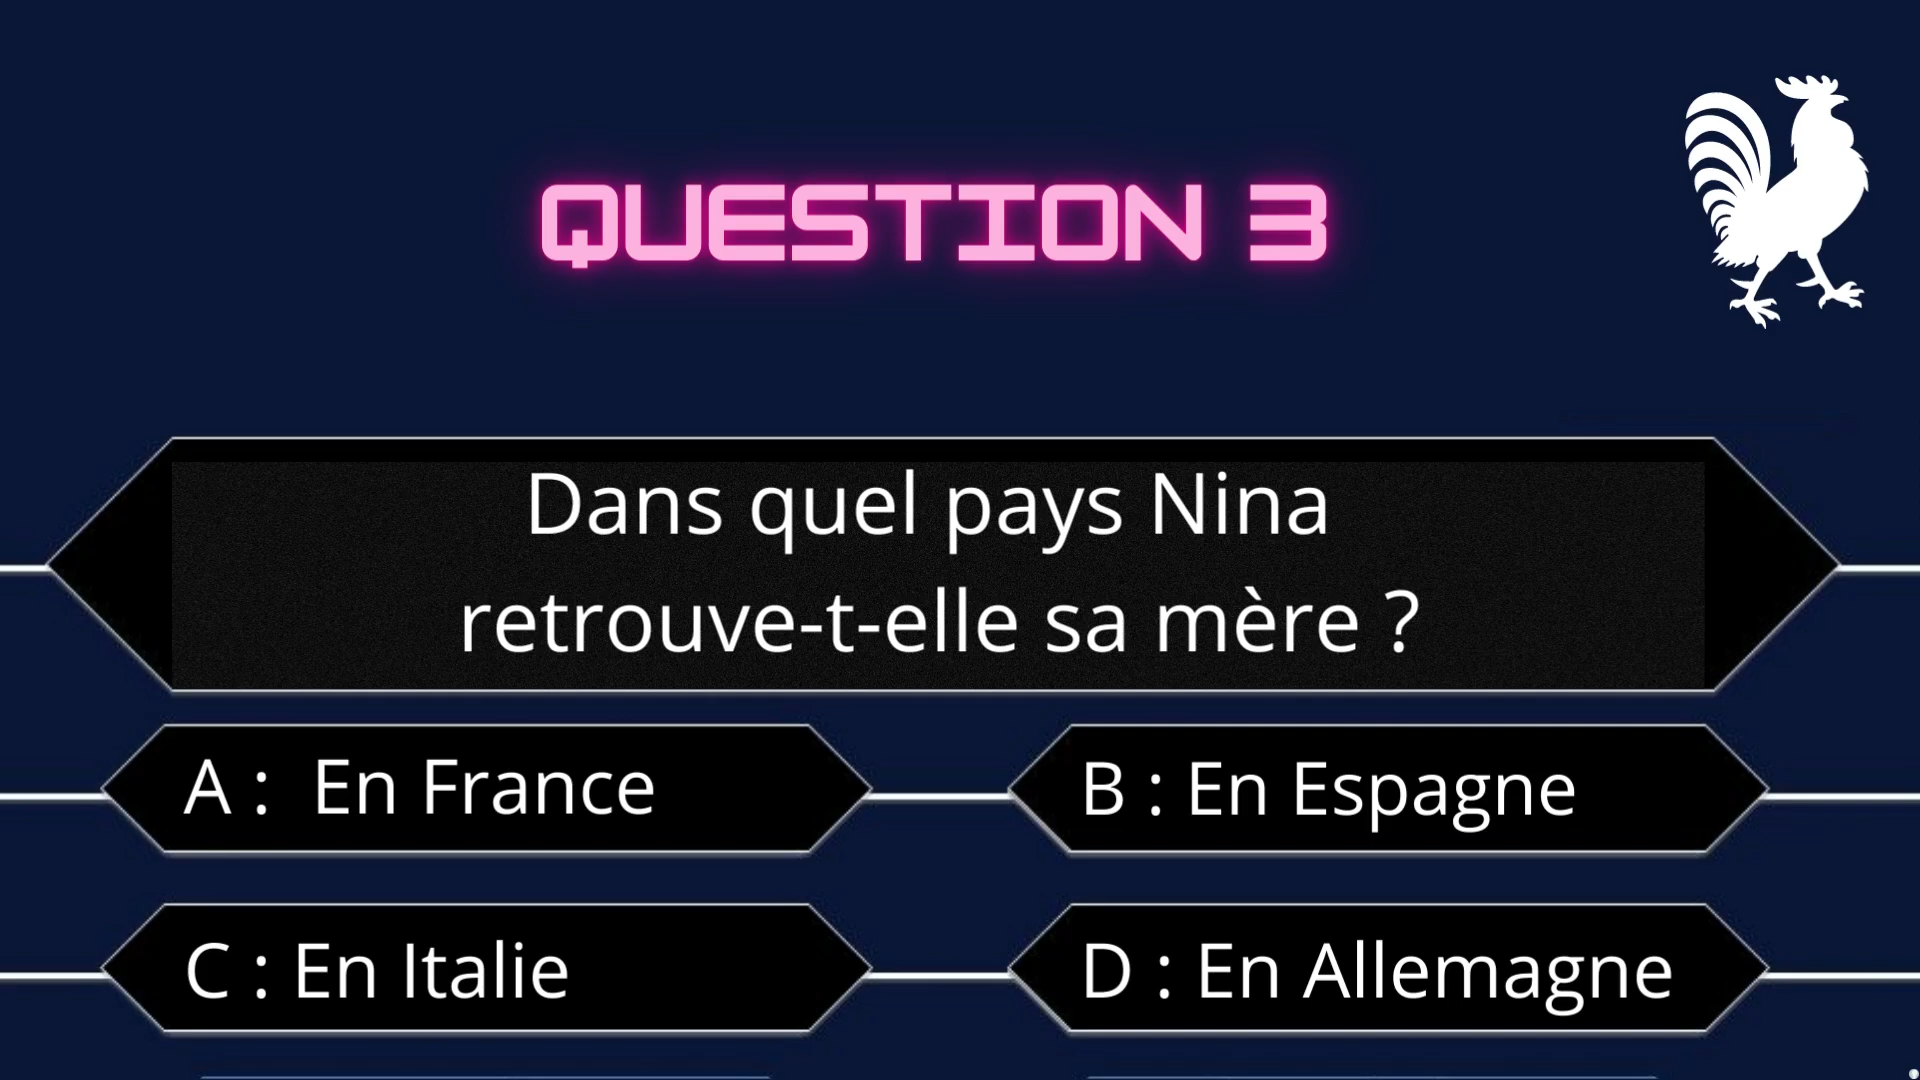 QUESTION 3
Dans quel pays Nina
retrouve-t-elle sa mère ?
A :  En France
B : En Espagne
C : En Italie
D : En Allemagne